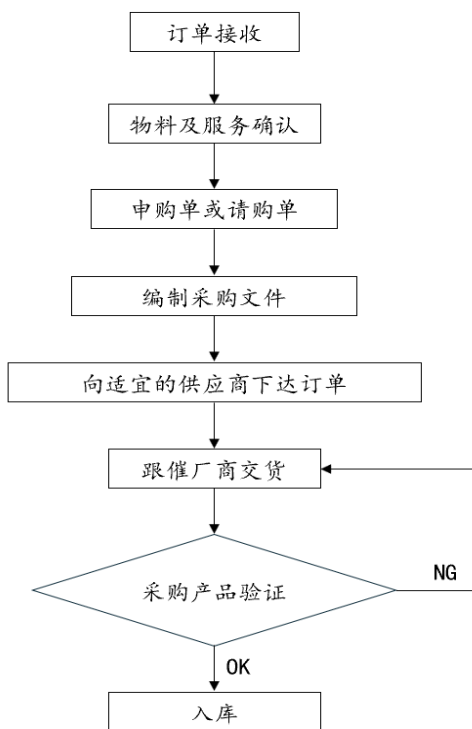 订单接收
物料及服务确认
申购单或请购单
编制采购文件
向适宜的供应商下达订单
跟催厂商交货
采购产品验证
NG
OK
入库